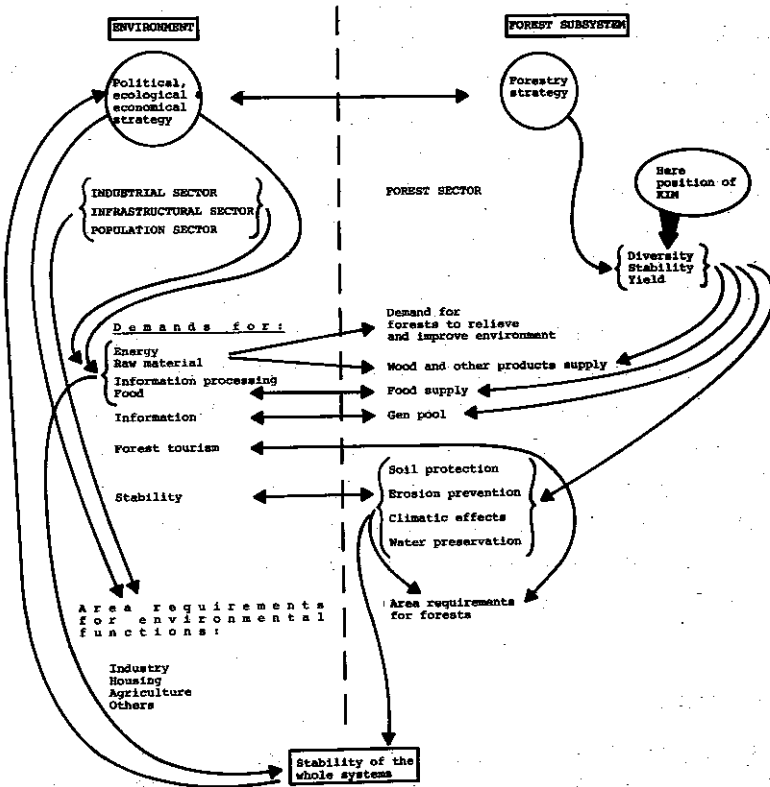 ENVIRONMENT
FOREST SUBSYSTEM
Political,
ecological
economical
strategy
Forestry
strategy
Here
position of
KIM
INDUSTRIAL SECTOR
INFRASTRUCTURAL SECTOR
POPULATION SECTOR
FOREST SECTOR
Diversity
Stability
Yield
Demands for:
Energy
Raw material
Information processing
Food
Information
Forest tourism
Stability
Demand for
forests to relieve
and improve environment
Wood and other products supply
Food supply
Gen pool
Soil protection
Erosion prevention
Climatic effects
Water preservation
Area requirements
for environmental
functions:
Area requirements
for forests
Industry
Housing
Agriculture
Others
Stability of the
whole systems